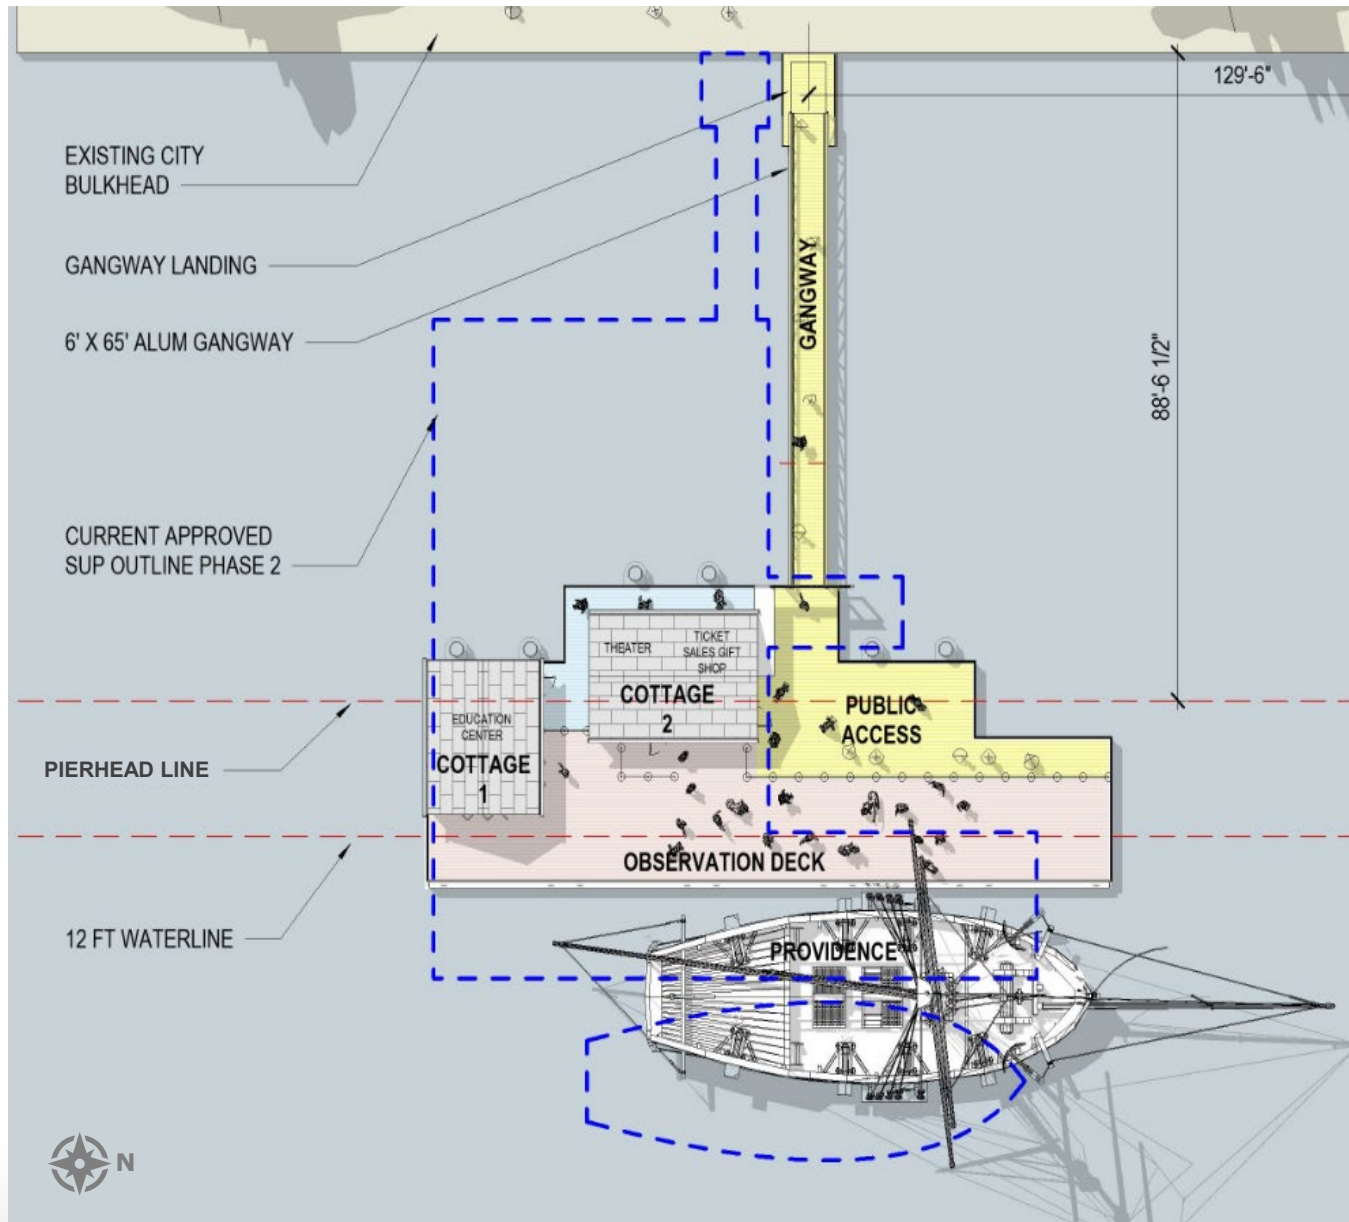 129'-6"
EXISTING CITY
BULKHEAD
GANGWAY LANDING
GANGWAY
6' X 65' ALUM GANGWAY
88'-6 1/2"
CURRENT APPROVED
SUP OUTLINE PHASE 2
THEATER
TICKET
SALES GIFT
SHOP
COTTAGE
2
PUBLIC
ACCESS
EDUCATION
CENTER
COTTAGE
1
PIERHEAD LINE
OBSERVATION DECK
12 FT WATERLINE
PROVIDENCE
N